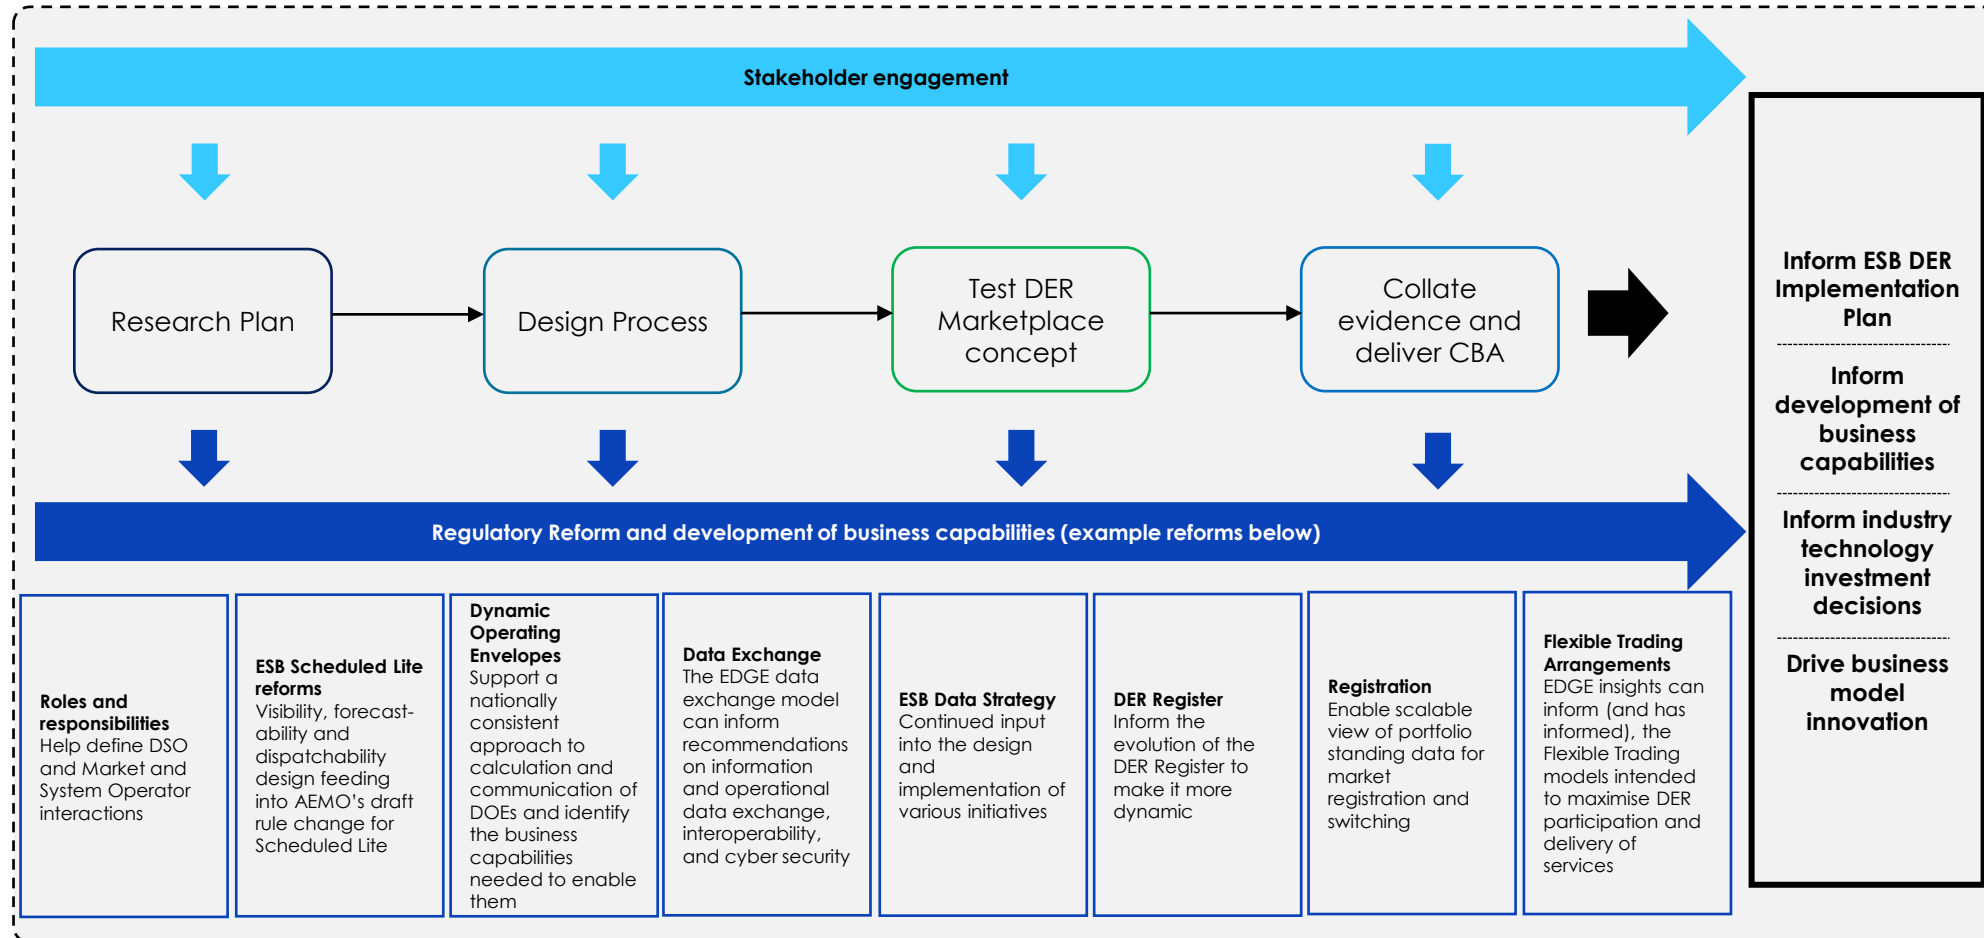 Stakeholder engagement
Research Plan
Design Process
Test DER
Marketplace
concept
Collate
evidence and
deliver CBA
Regulatory Reform and development of business capabilities (example reforms below)
Roles and
responsibilities
Help define DSO
and Market and
System Operator
interactions
ESB Scheduled Lite
reforms
Visibility, forecast-
ability and
dispatchability
design feeding
into AEMO’s draft
rule change for
Scheduled Lite
Dynamic
Operating
Envelopes
Support a
nationally
consistent
approach to
calculation and
communication of
DOEs and identify
the business
capabilities
needed to enable
them
Data Exchange
The EDGE data
exchange model
can inform
recommendations
on information
and operational
data exchange,
interoperability,
and cyber security
ESB Data Strategy
Continued input
into the design
and
implementation of
various initiatives
DER Register
Inform the
evolution of the
DER Register to
make it more
dynamic
Registration
Enable scalable
view of portfolio
standing data for
market
registration and
switching
Flexible Trading
Arrangements
EDGE insights can
inform (and has
informed), the
Flexible Trading
models intended
to maximise DER
participation and
delivery of
services
Inform ESB DER
Implementation
Plan
Inform
development of
business
capabilities
Inform industry
technology
investment
decisions
Drive business
model
innovation